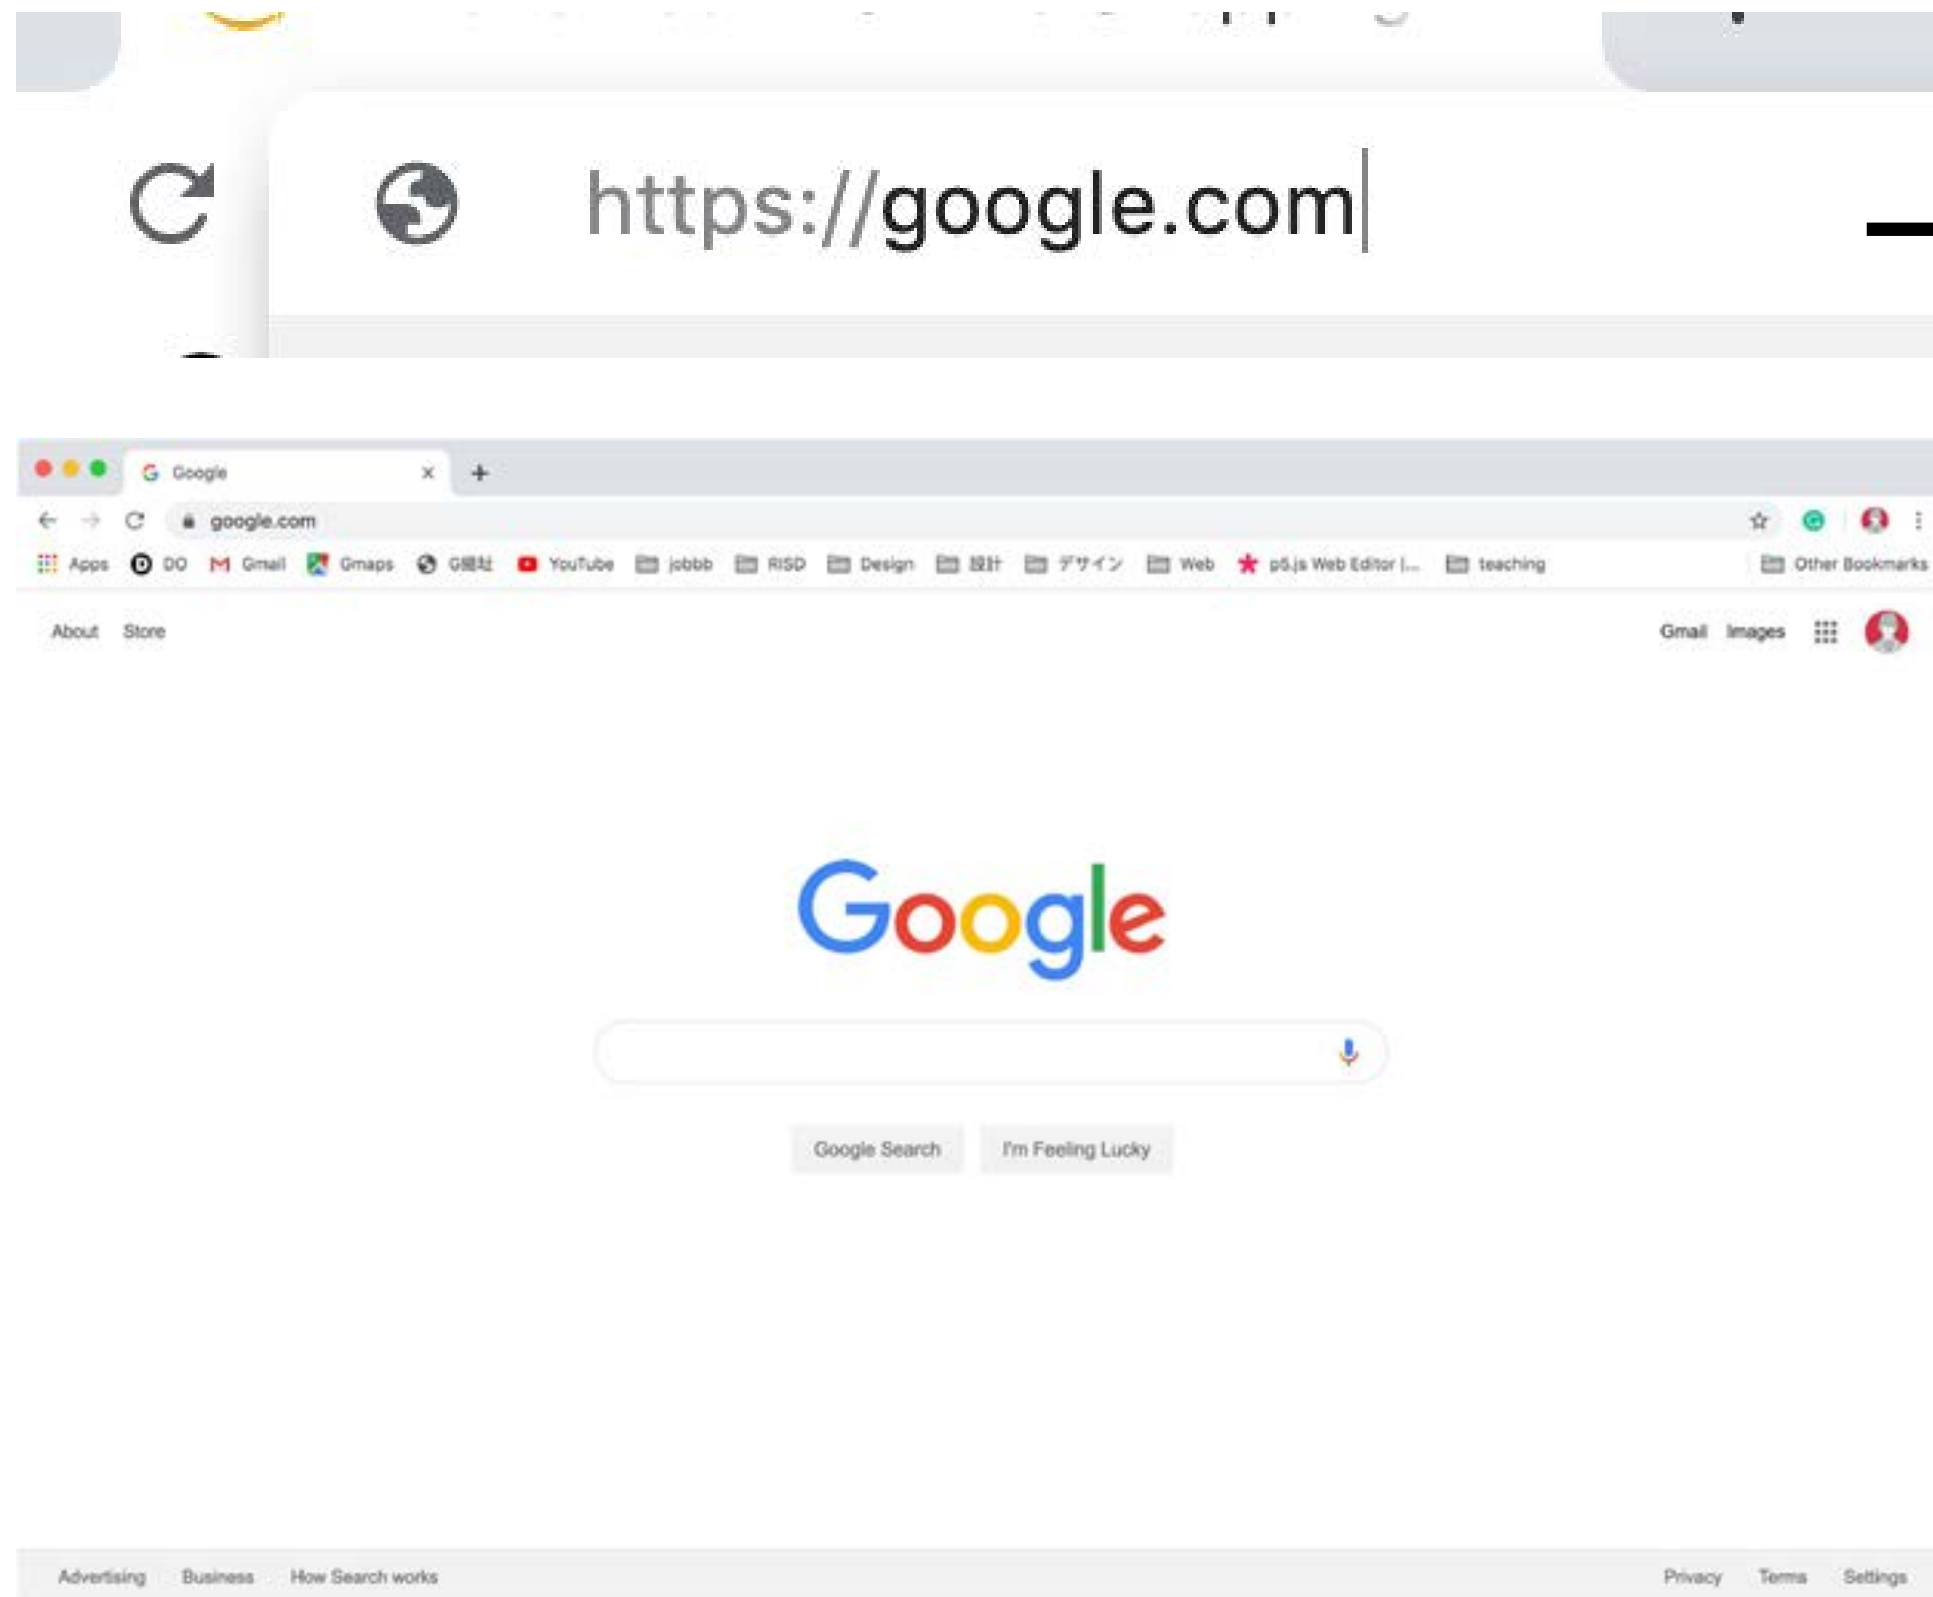 https://google.com
Google
google.com
Apps DO Gmail Gmaps YouTube jobbb RISD Design 設計 デザイン Web p5.js Web Editor |... teaching Other Bookmarks
About Store Gmail Images
Google
Google Search I'm Feeling Lucky
Advertising Business How Search works Privacy Terms Settings